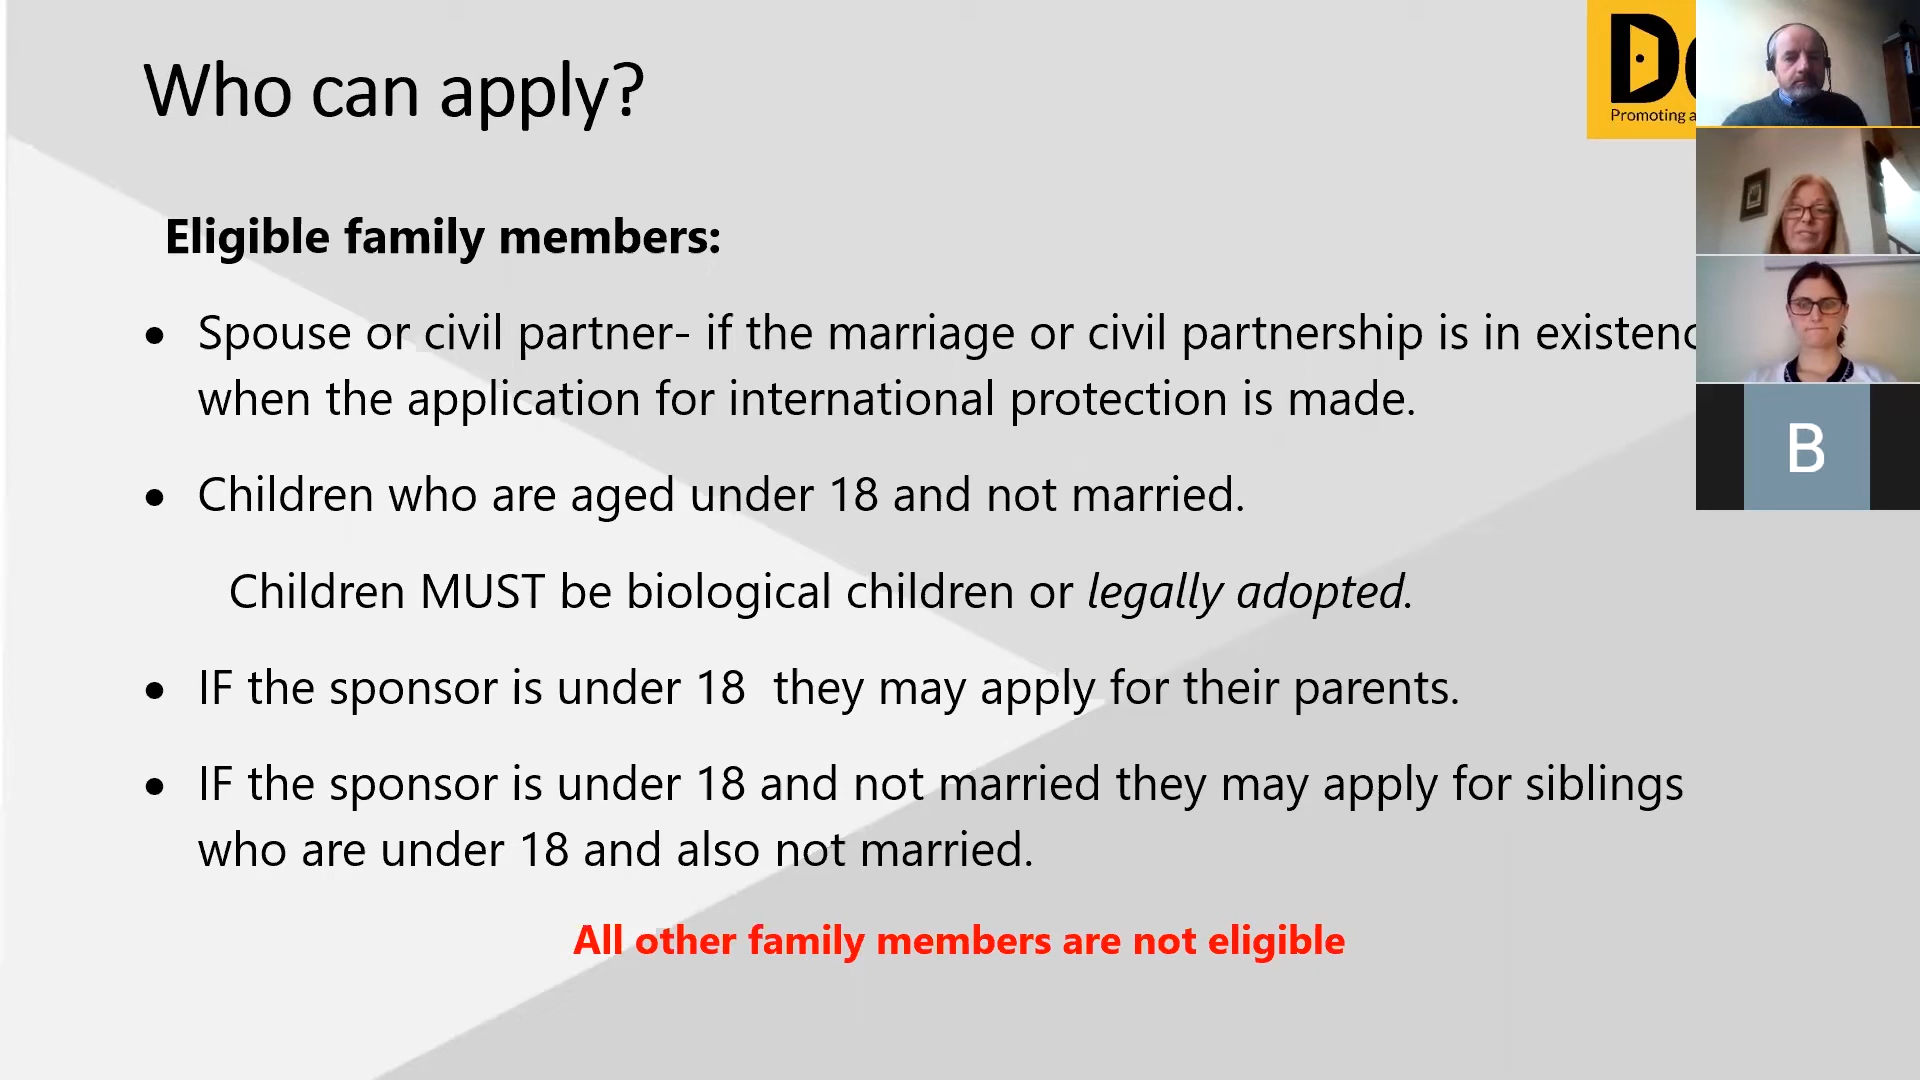 Who can apply?
Promoting
Eligible family members:
• Spouse or civil partner- if the marriage or civil partnership is in
when the application for international protection is made.
• Children who are aged under 18 and not married.
Children MUST be biological children or legally adopted.
• IF the sponsor is under 18 they may apply for their parents.
• IF the sponsor is under 18 and not married they may apply for siblings
who are under 18 and also not married.
All other family members are not eligible
B